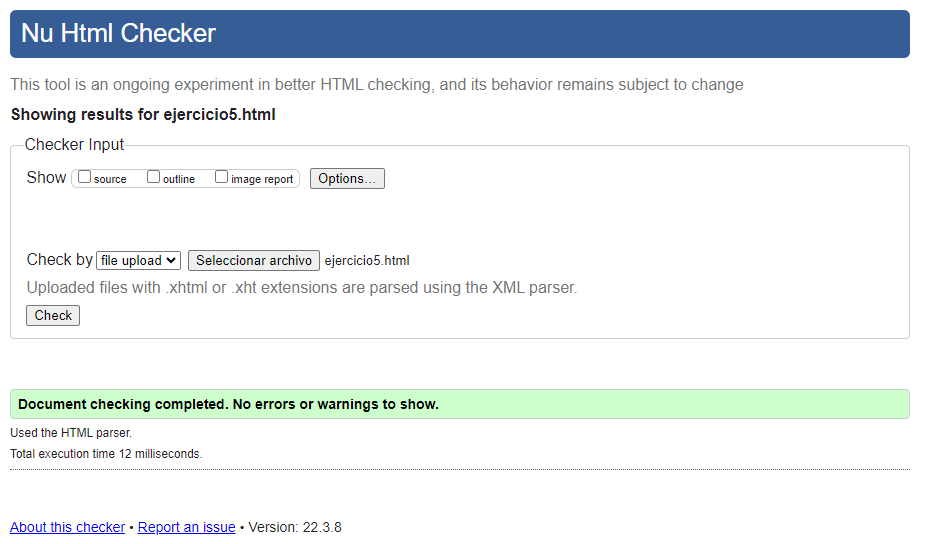 Nu Html Checker
This tool is an ongoing experiment in better HTML checking, and its behavior remains subject to change
Showing results for ejercicio5.html
Checker Input
Show source outline image report Options...
Check by file upload Seleccionar archivo ejercicio5.html
Uploaded files with .xhtml or .xht extensions are parsed using the XML parser.
Check
Document checking completed. No errors or warnings to show.
Used the HTML parser.
Total execution time 12 milliseconds.
About this checker • Report an issue • Version: 22.3.8